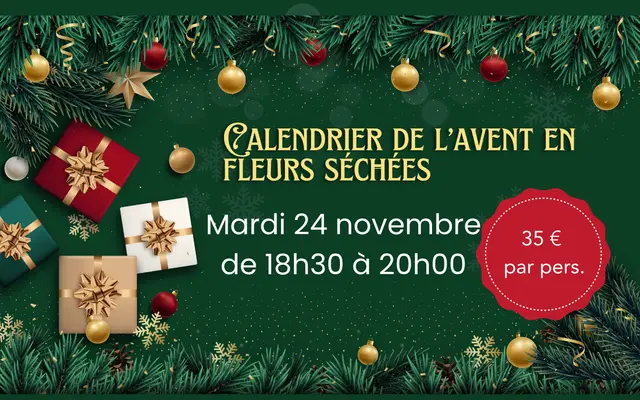 Calendrier de l'avent en
fleurs séchées
Mardi 24 novembre
de 18h30 à 20h00
35 €
par pers.